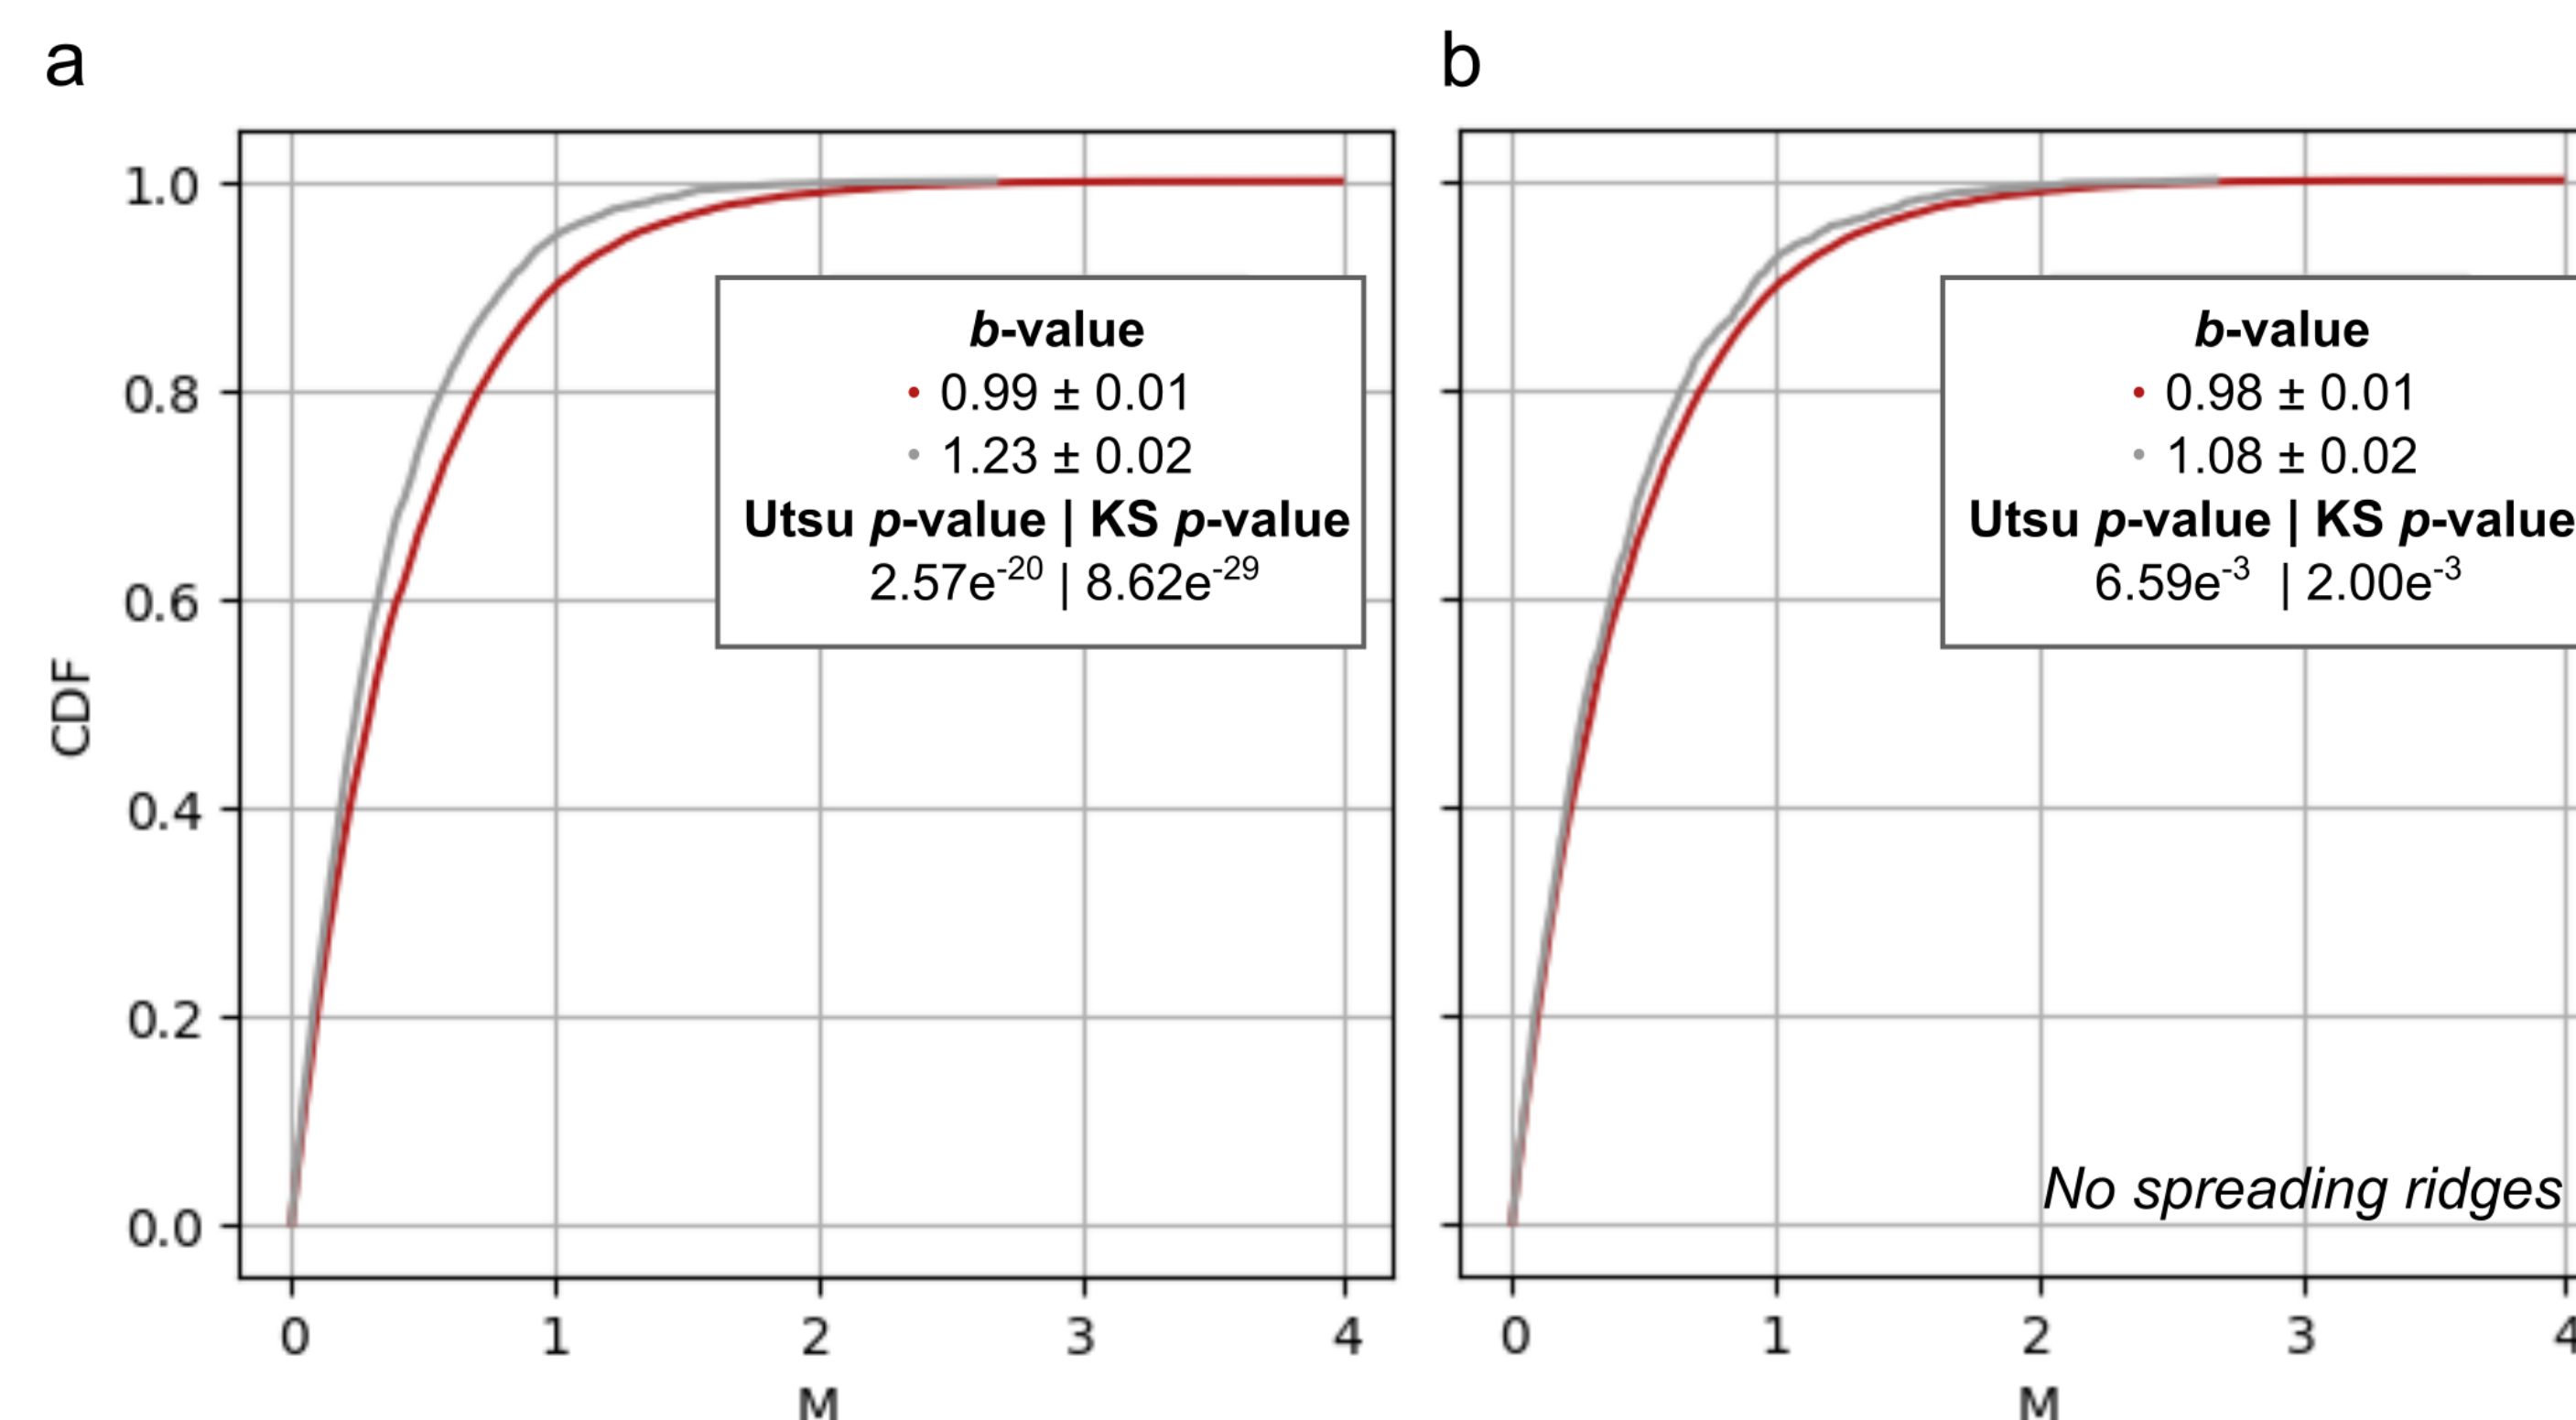 a
b
1.0
0.8
0.6
0.4
0.2
0.0
CDF
b-value
• 0.99 ± 0.01
• 1.23 ± 0.02
Utsu p-value | KS p-value
2.57e⁻²⁰ | 8.62e⁻²⁹
0 1 2 3 4
M
b-value
• 0.98 ± 0.01
• 1.08 ± 0.02
Utsu p-value | KS p-value
6.59e⁻³ | 2.00e⁻³
No spreading ridges
0 1 2 3 4
M